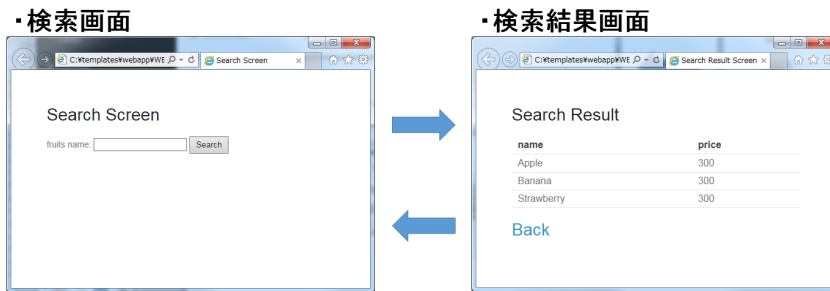 ・検索画面
C:¥templates¥webapp¥WE
Search Screen
Search Screen
fruits name:
Search
・検索結果画面
C:¥templates¥webapp¥WE
Search Result Screen
Search Result
name price
Apple 300
Banana 300
Strawberry 300
Back